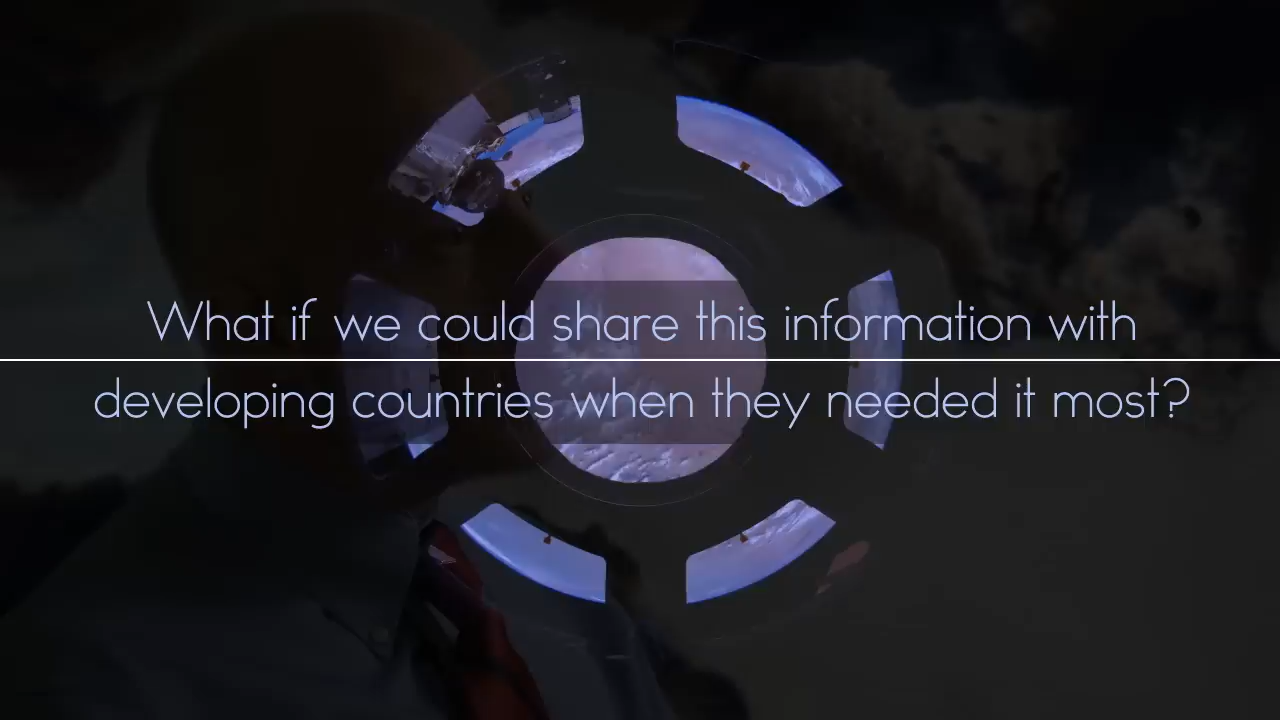 What if we could share this information with
developing countries when they needed it most?